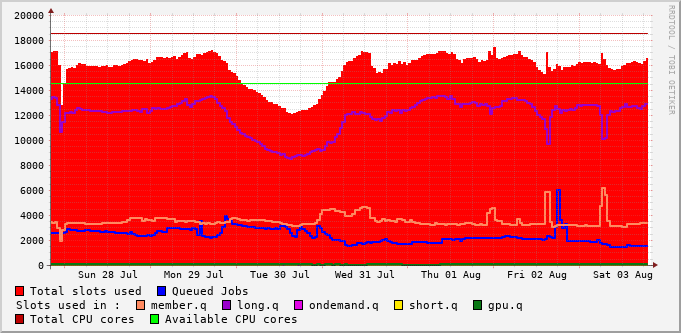 20000
18000
16000
14000
12000
10000
8000
6000
4000
2000
0
Sun 28 Jul Mon 29 Jul Tue 30 Jul Wed 31 Jul Thu 01 Aug Fri 02 Aug Sat 03 Aug
RRDTOOL / TOBI OETIKER
Total slots used Queued Jobs
Slots used in : member.q long.q ondemand.q short.q gpu.q
Total CPU cores Available CPU cores